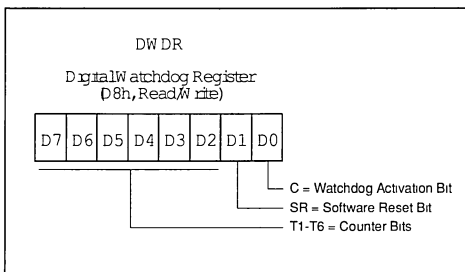 DWDR
Digital Watchdog Register
(D8h, Read/Write)
D7 D6 D5 D4 D3 D2 D1 D0
C = Watchdog Activation Bit
SR = Software Reset Bit
T1-T6 = Counter Bits